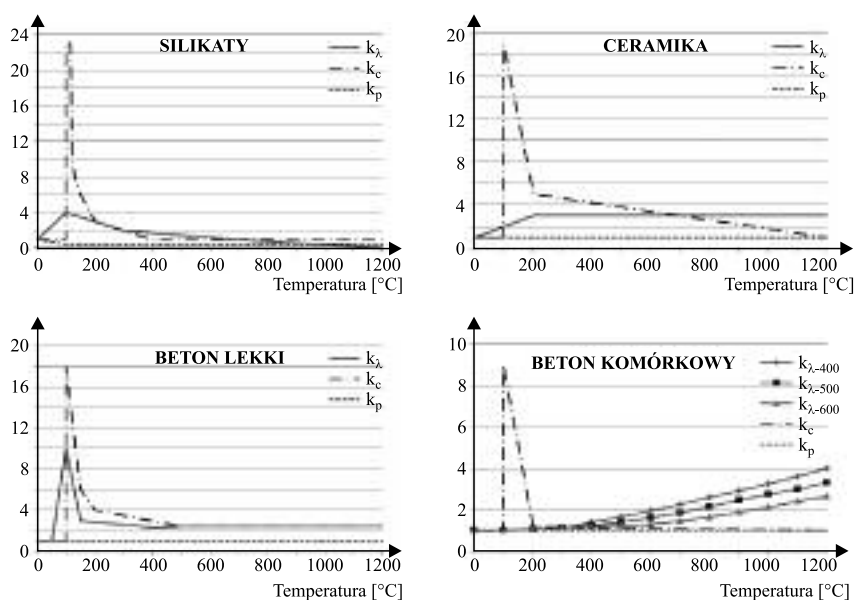 SILIKATY
24
20
16
12
8
4
0
kλ
kc
kp
0 200 400 600 800 1000 1200
Temperatura [°C]
CERAMIKA
20
16
12
8
4
0
kλ
kc
kp
0 200 400 600 800 1000 1200
Temperatura [°C]
BETON LEKKI
20
16
12
8
4
0
kλ
kc
kp
0 200 400 600 800 1000 1200
Temperatura [°C]
BETON KOMÓRKOWY
10
8
6
4
2
0
kλ-400
kλ-500
kλ-600
kc
kp
0 200 400 600 800 1000 1200
Temperatura [°C]